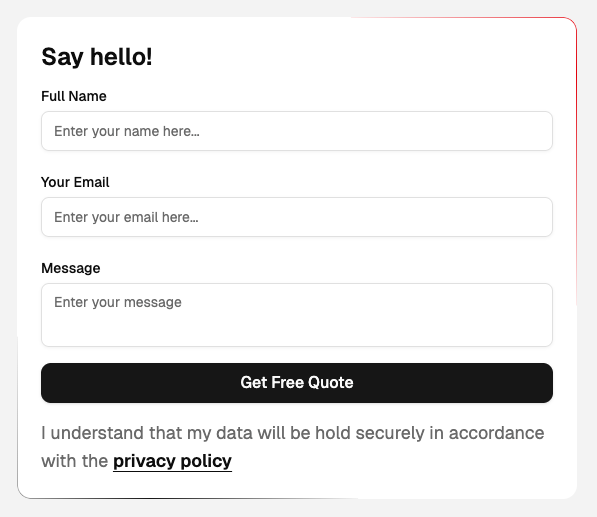 Say hello!
Full Name
Enter your name here...
Your Email
Enter your email here...
Message
Enter your message
Get Free Quote
I understand that my data will be hold securely in accordance
with the privacy policy